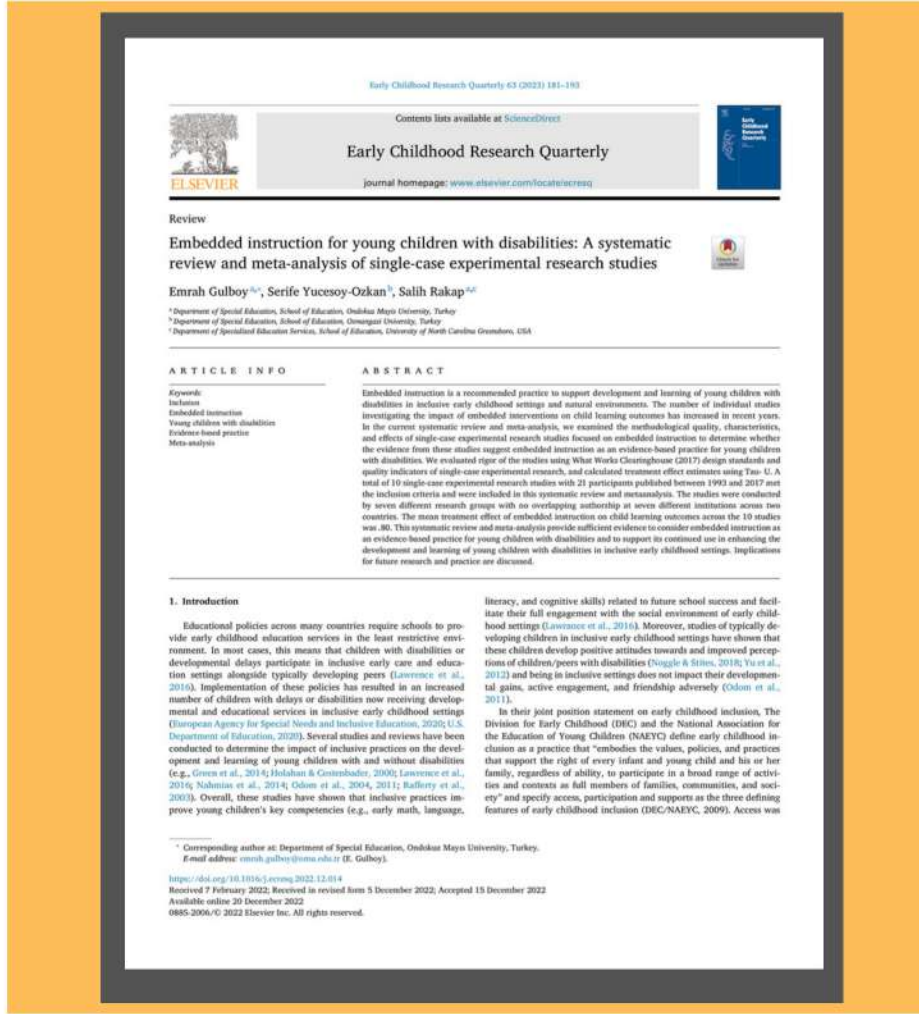 Early Childhood Research Quarterly 63 (2023) 181–193
Contents lists available at ScienceDirect
Early Childhood Research Quarterly
journal homepage: www.elsevier.com/locate/ecresq
ELSEVIER
Early
Childhood
Research
Quarterly
Review
Embedded instruction for young children with disabilities: A systematic
review and meta-analysis of single-case experimental research studies
Check for
updates
Emrah Gulboy a,*, Serife Yucesoy-Ozkan b, Salih Rakap a,c
a Department of Special Education, School of Education, Ondokuz Mayis University, Turkey
b Department of Special Education, School of Education, Osmangazi University, Turkey
c Department of Specialized Education Services, School of Education, University of North Carolina Greensboro, USA
ARTICLE INFO
Keywords:
Inclusion
Embedded instruction
Young children with disabilities
Evidence-based practice
Meta-analysis
ABSTRACT
Embedded instruction is a recommended practice to support development and learning of young children with
disabilities in inclusive early childhood settings and natural environments. The number of individual studies
investigating the impact of embedded interventions on child learning outcomes has increased in recent years.
In the current systematic review and meta-analysis, we examined the methodological quality, characteristics,
and effects of single-case experimental research studies focused on embedded instruction to determine whether
the evidence from these studies suggest embedded instruction as an evidence-based practice for young children
with disabilities. We evaluated rigor of the studies using What Works Clearinghouse (2017) design standards and
quality indicators of single-case experimental research, and calculated treatment effect estimates using Tau- U. A
total of 10 single-case experimental research studies with 21 participants published between 1993 and 2017 met
the inclusion criteria and were included in this systematic review and metaanalysis. The studies were conducted
by seven different research groups with no overlapping authorship at seven different institutions across two
countries. The mean treatment effect of embedded instruction on child learning outcomes across the 10 studies
was .80. This systematic review and meta-analysis provide sufficient evidence to consider embedded instruction as
an evidence-based practice for young children with disabilities and to support its continued use in enhancing the
development and learning of young children with disabilities in inclusive early childhood settings. Implications
for future research and practice are discussed.
1. Introduction
Educational policies across many countries require schools to pro-
vide early childhood education services in the least restrictive envi-
ronment. In most cases, this means that children with disabilities or
developmental delays participate in inclusive early care and educa-
tion settings alongside typically developing peers (Lawrence et al.,
2016). Implementation of these policies has resulted in an increased
number of children with delays or disabilities now receiving develop-
mental and educational services in inclusive early childhood settings
(European Agency for Special Needs and Inclusive Education, 2020; U.S.
Department of Education, 2020). Several studies and reviews have been
conducted to determine the impact of inclusive practices on the devel-
opment and learning of young children with and without disabilities
(e.g., Green et al., 2014; Holahan & Costenbader, 2000; Lawrence et al.,
2016; Nahmias et al., 2014; Odom et al., 2004, 2011; Rafferty et al.,
2003). Overall, these studies have shown that inclusive practices im-
prove young children's key competencies (e.g., early math, language,
literacy, and cognitive skills) related to future school success and facil-
itate their full engagement with the social environment of early child-
hood settings (Lawrance et al., 2016). Moreover, studies of typically de-
veloping children in inclusive early childhood settings have shown that
these children develop positive attitudes towards and improved percep-
tions of children/peers with disabilities (Noggle & Stites, 2018; Yu et al.,
2012) and being in inclusive settings does not impact their developmen-
tal gains, active engagement, and friendship adversely (Odom et al.,
2011).
In their joint position statement on early childhood inclusion, The
Division for Early Childhood (DEC) and the National Association for
the Education of Young Children (NAEYC) define early childhood in-
clusion as a practice that "embodies the values, policies, and practices
that support the right of every infant and young child and his or her
family, regardless of ability, to participate in a broad range of activi-
ties and contexts as full members of families, communities, and soci-
ety" and specify access, participation and supports as the three defining
features of early childhood inclusion (DEC/NAEYC, 2009). Access was
* Corresponding author at: Department of Special Education, Ondokuz Mayıs University, Turkey.
E-mail address: emrah.gulboy@omu.edu.tr (E. Gulboy).
https://doi.org/10.1016/j.ecresq.2022.12.014
Received 7 February 2022; Received in revised form 5 December 2022; Accepted 15 December 2022
Available online 20 December 2022
0885-2006/© 2022 Elsevier Inc. All rights reserved.